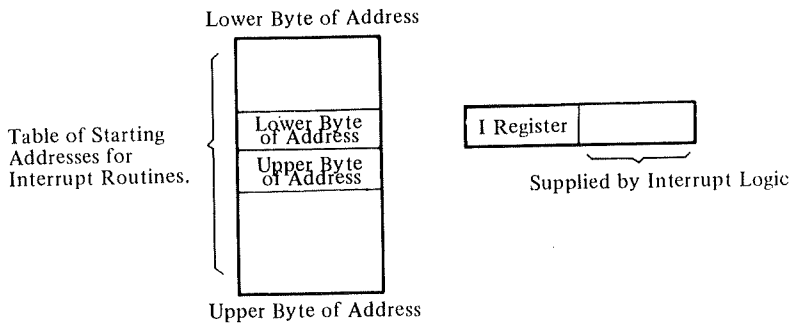 Lower Byte of Address
Table of Starting
Addresses for
Interrupt Routines.
Lower Byte
of Address
Upper Byte
of Address
I Register
Supplied by Interrupt Logic
Upper Byte of Address